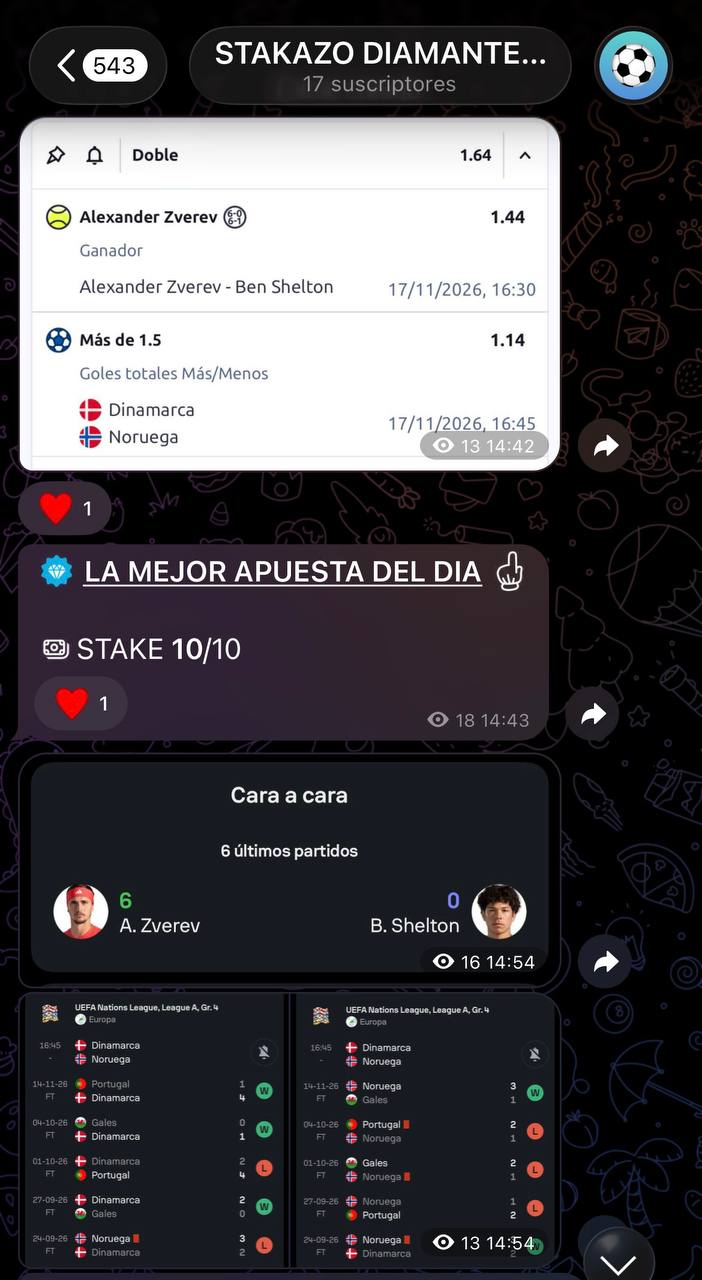 543
STAKAZO DIAMANTE...
17 suscriptores
Doble 1.64
Alexander Zverev 6-0 6-1 1.44
Ganador
Alexander Zverev - Ben Shelton 17/11/2026, 16:30
Más de 1.5 1.14
Goles totales Más/Menos
Dinamarca
Noruega 17/11/2026, 16:45
13 14:42
1
LA MEJOR APUESTA DEL DIA
STAKE 10/10
1
18 14:43
Cara a cara
6 últimos partidos
6 0
A. Zverev B. Shelton
16 14:54
UEFA Nations League, League A, Gr. 4
Europa
16:45 Dinamarca
- Noruega
14-11-26 Portugal 1 W
FT Dinamarca 4
04-10-26 Gales 0 W
FT Dinamarca 1
01-10-26 Dinamarca 2 L
FT Portugal 4
27-09-26 Dinamarca 2 W
FT Gales 0
24-09-26 Noruega 3 L
FT Dinamarca 2
UEFA Nations League, League A, Gr. 4
Europa
16:45 Dinamarca
- Noruega
14-11-26 Noruega 3 W
FT Gales 1
04-10-26 Portugal 2 L
FT Noruega 1
01-10-26 Gales 2 L
FT Noruega 1
27-09-26 Noruega 1 L
FT Portugal 2
24-09-26 Noruega
FT Dinamarca 2
13 14:54